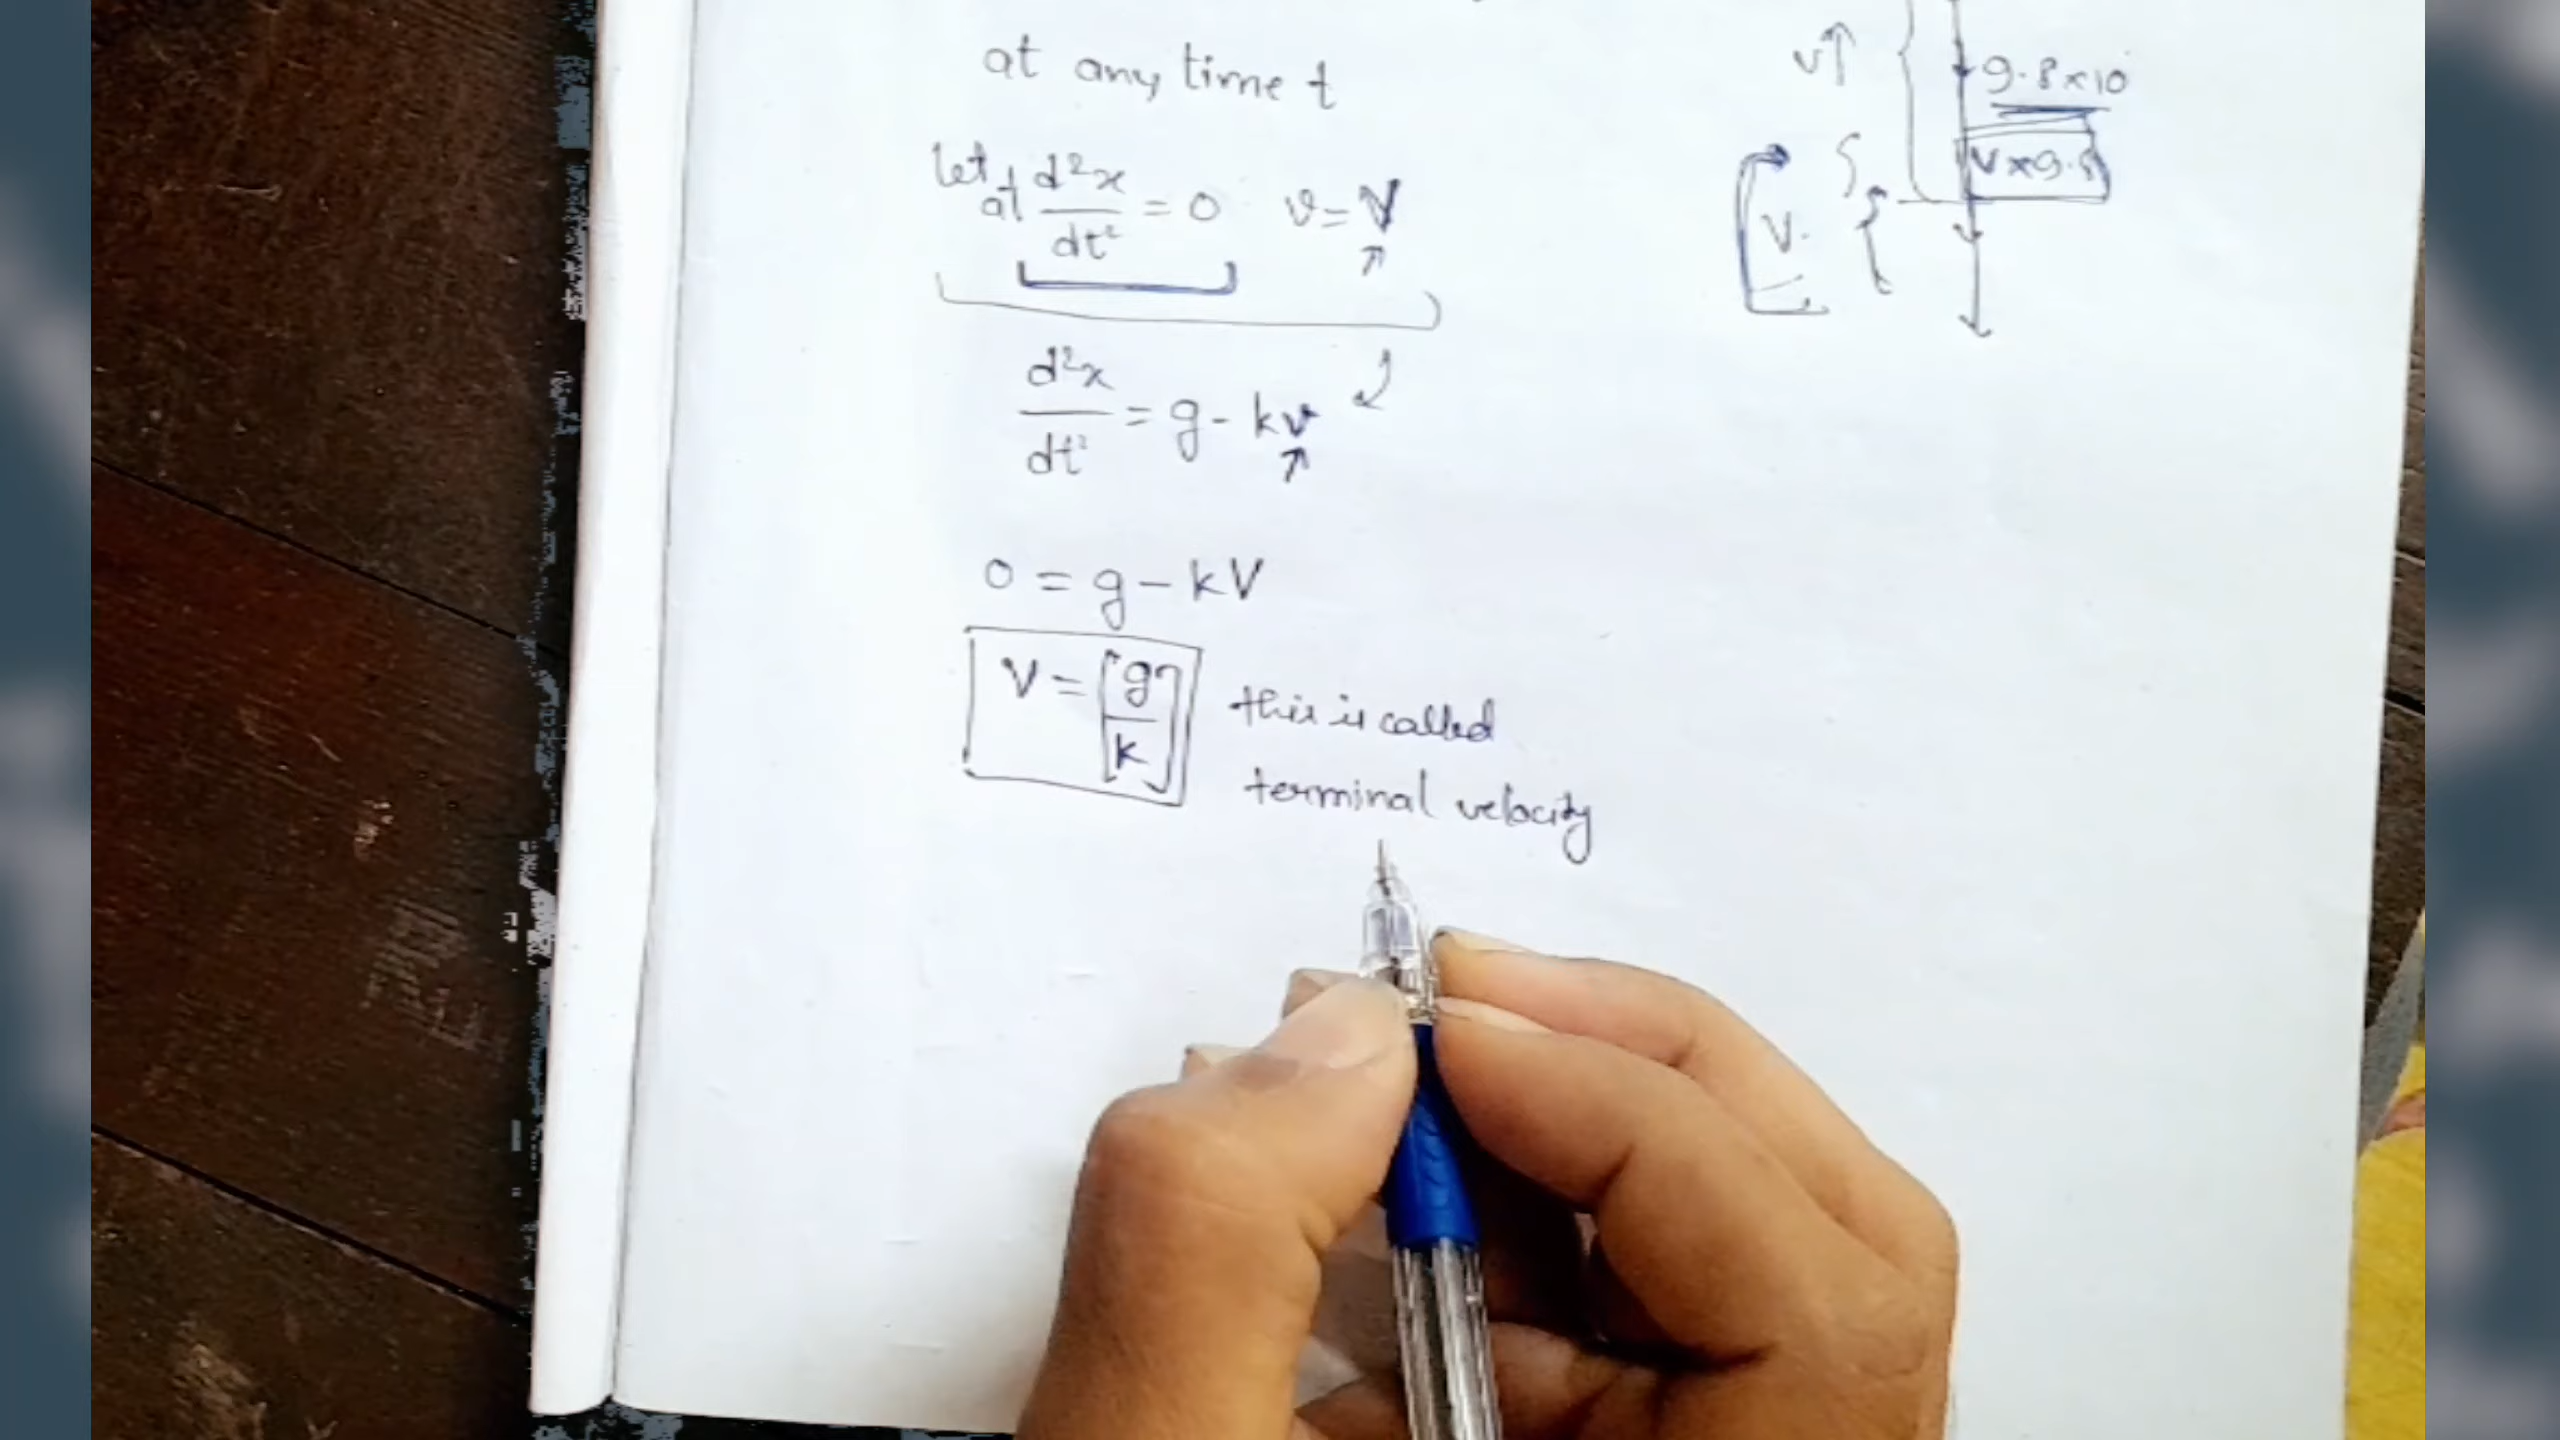 at any time t
let at d²x/dt² = 0 v = V
d²x/dt² = g - kv
0 = g - kV
V = [g/k] this is called
terminal velocity
v↑
9.8×10
V×9.8
V.